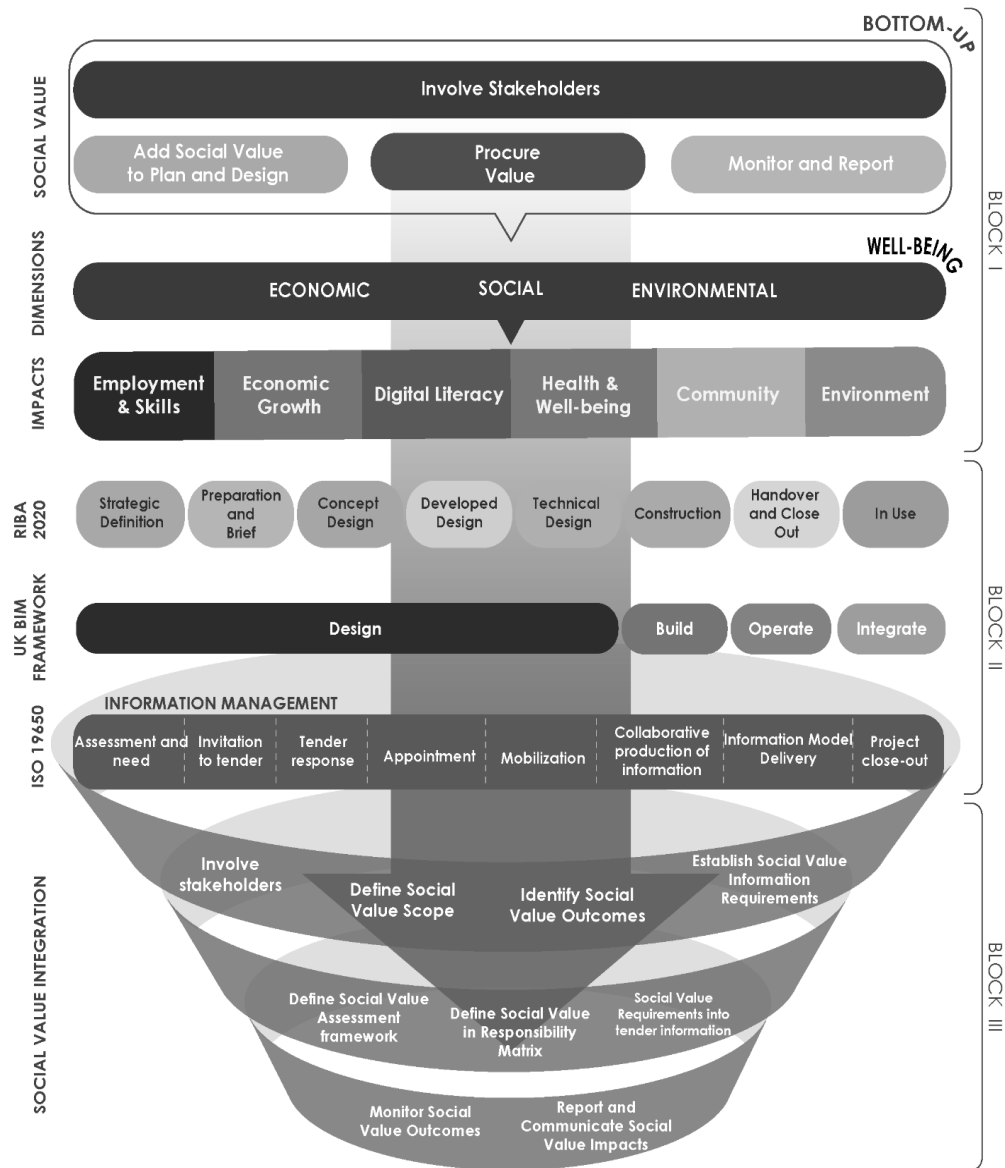 BOTTOM-UP
SOCIAL VALUE
Involve Stakeholders
Add Social Value
to Plan and Design
Procure
Value
Monitor and Report
BLOCK I
DIMENSIONS
WELL-BEING
ECONOMIC
SOCIAL
ENVIRONMENTAL
IMPACTS
Employment
& Skills
Economic
Growth
Digital Literacy
Health &
Well-being
Community
Environment
RIBA
2020
Strategic
Definition
Preparation
and
Brief
Concept
Design
Developed
Design
Technical
Design
Construction
Handover
and Close
Out
In Use
BLOCK II
UK BIM
FRAMEWORK
Design
Build
Operate
Integrate
ISO 19650
INFORMATION MANAGEMENT
Assessment and
need
Invitation
to tender
Tender
response
Appointment
Mobilization
Collaborative
production of
information
Information Model
Delivery
Project
close-out
SOCIAL VALUE INTEGRATION
Involve
stakeholders
Define Social
Value Scope
Identify Social
Value Outcomes
Establish Social Value
Information
Requirements
BLOCK III
Define Social Value
Assessment
framework
Define Social Value
in Responsibility
Matrix
Social Value
Requirements into
tender information
Monitor Social
Value Outcomes
Report and
Communicate Social
Value Impacts